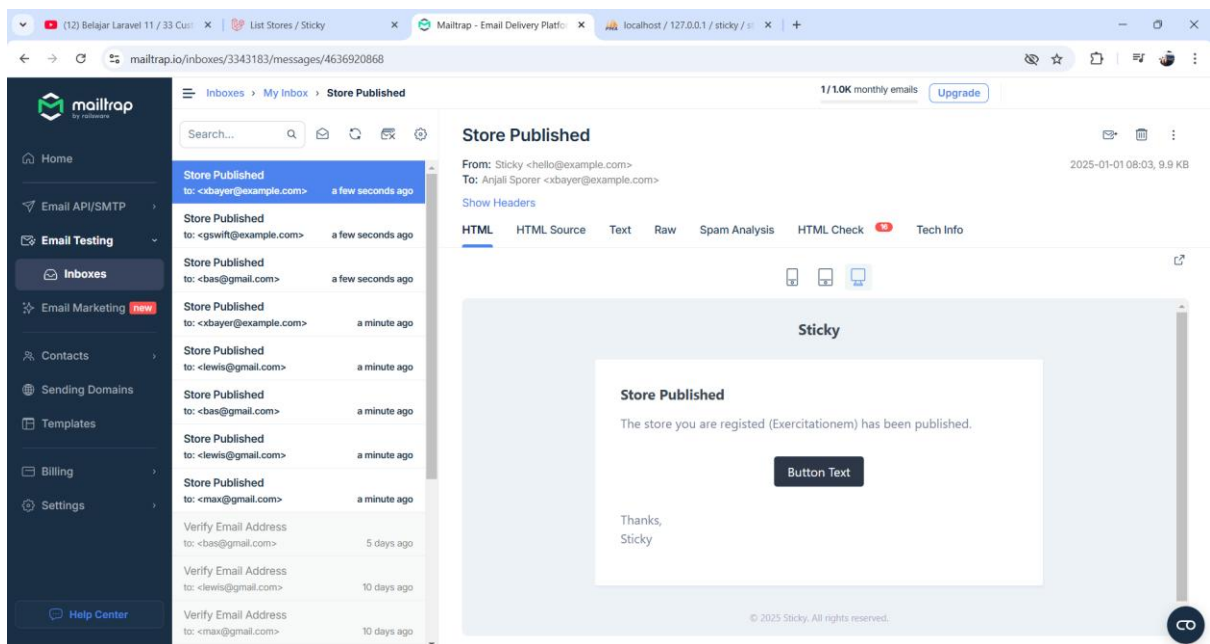 (12) Belajar Laravel 11 / 33 Cust
List Stores / Sticky
Mailtrap - Email Delivery Platfo
localhost / 127.0.0.1 / sticky / st
mailtrap.io/inboxes/3343183/messages/4636920868
mailtrap
by railsware
Home
Email API/SMTP
Email Testing
Inboxes
Email Marketing new
Contacts
Sending Domains
Templates
Billing
Settings
Help Center
Inboxes › My Inbox › Store Published
1 / 1.0K monthly emails
Upgrade
Search...
Store Published
to: <xbayer@example.com> a few seconds ago
Store Published
to: <gswift@example.com> a few seconds ago
Store Published
to: <bas@gmail.com> a few seconds ago
Store Published
to: <xbayer@example.com> a minute ago
Store Published
to: <lewis@gmail.com> a minute ago
Store Published
to: <bas@gmail.com> a minute ago
Store Published
to: <lewis@gmail.com> a minute ago
Store Published
to: <max@gmail.com> a minute ago
Verify Email Address
to: <bas@gmail.com> 5 days ago
Verify Email Address
to: <lewis@gmail.com> 10 days ago
Verify Email Address
to: <max@gmail.com> 10 days ago
Store Published
From: Sticky <hello@example.com>
2025-01-01 08:03, 9.9 KB
To: Anjali Sporer <xbayer@example.com>
Show Headers
HTML HTML Source Text Raw Spam Analysis HTML Check 16 Tech Info
Sticky
Store Published
The store you are registed (Exercitationem) has been published.
Button Text
Thanks,
Sticky
© 2025 Sticky. All rights reserved.